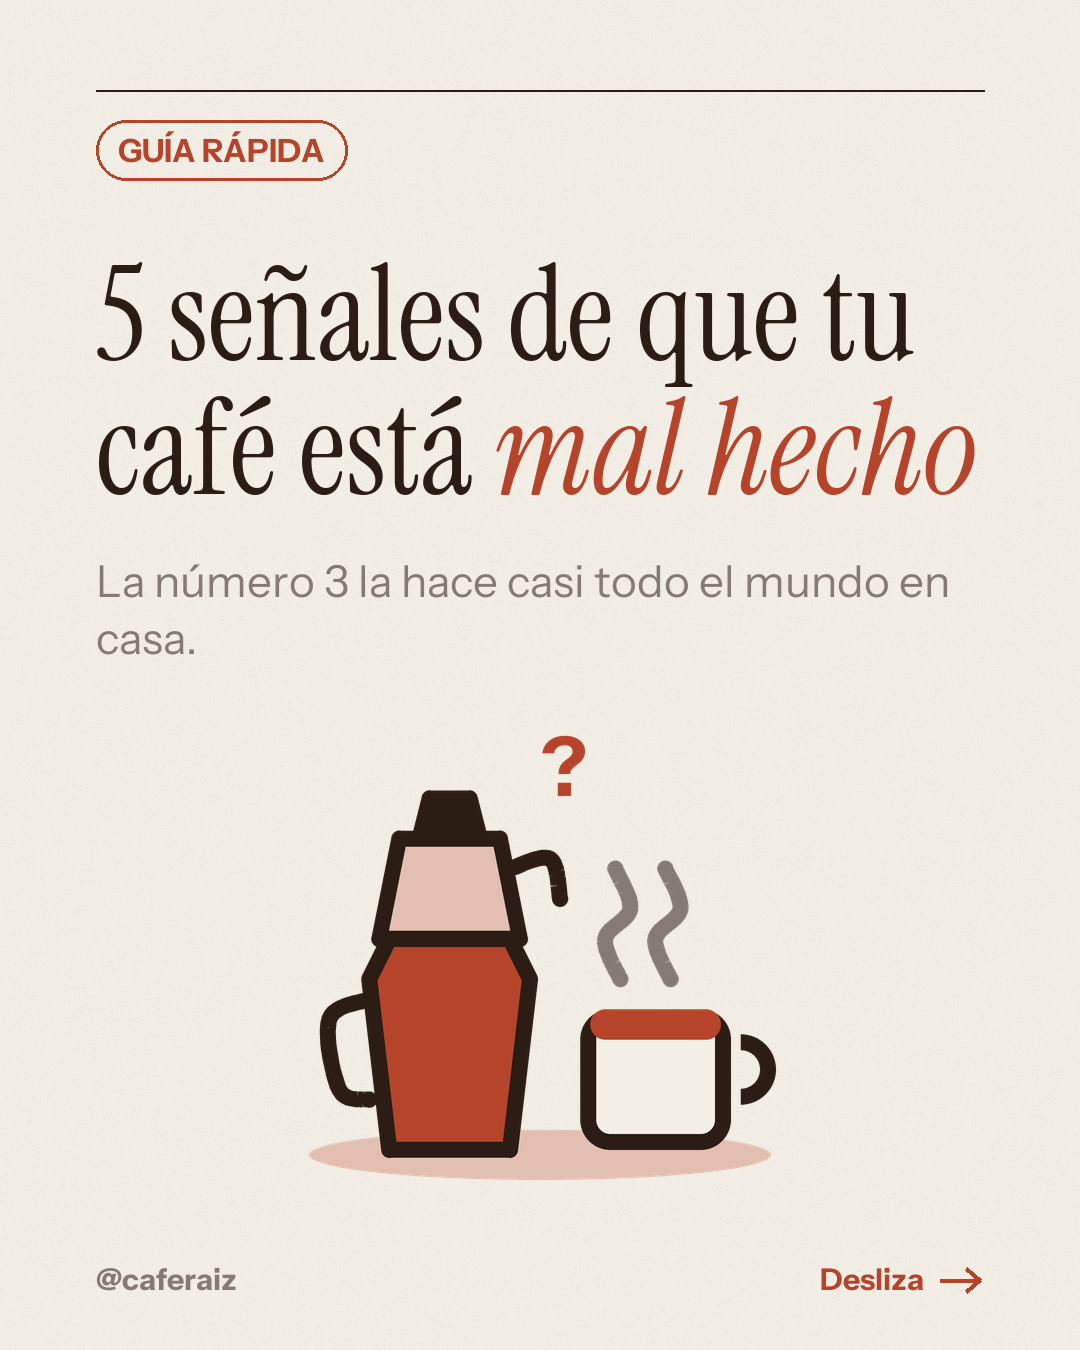 GUÍA RÁPIDA
5 señales de que tu
café está mal hecho
La número 3 la hace casi todo el mundo en
casa.
?
@caferaiz
Desliza →